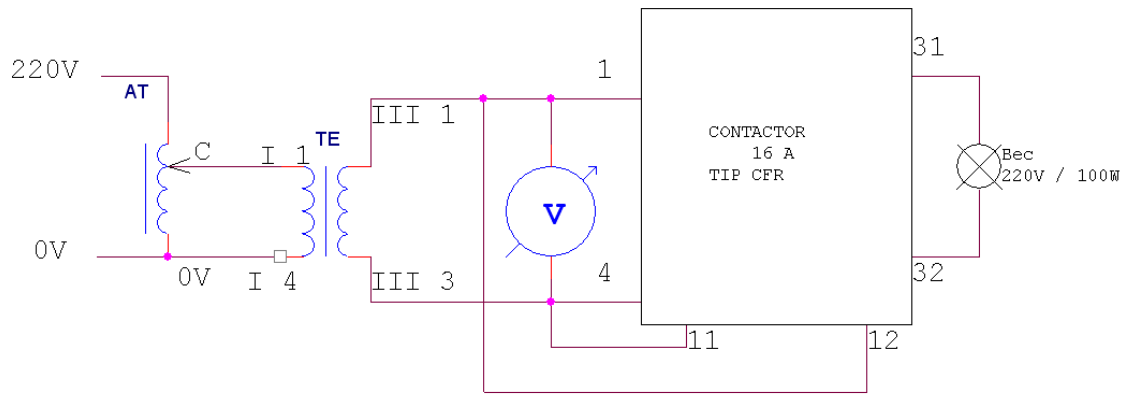 220V
AT
C
I 1
TE
III 1
1
31
CONTACTOR
16 A
TIP CFR
Bec
220V / 100W
V
0V
0V
I 4
III 3
4
32
11
12